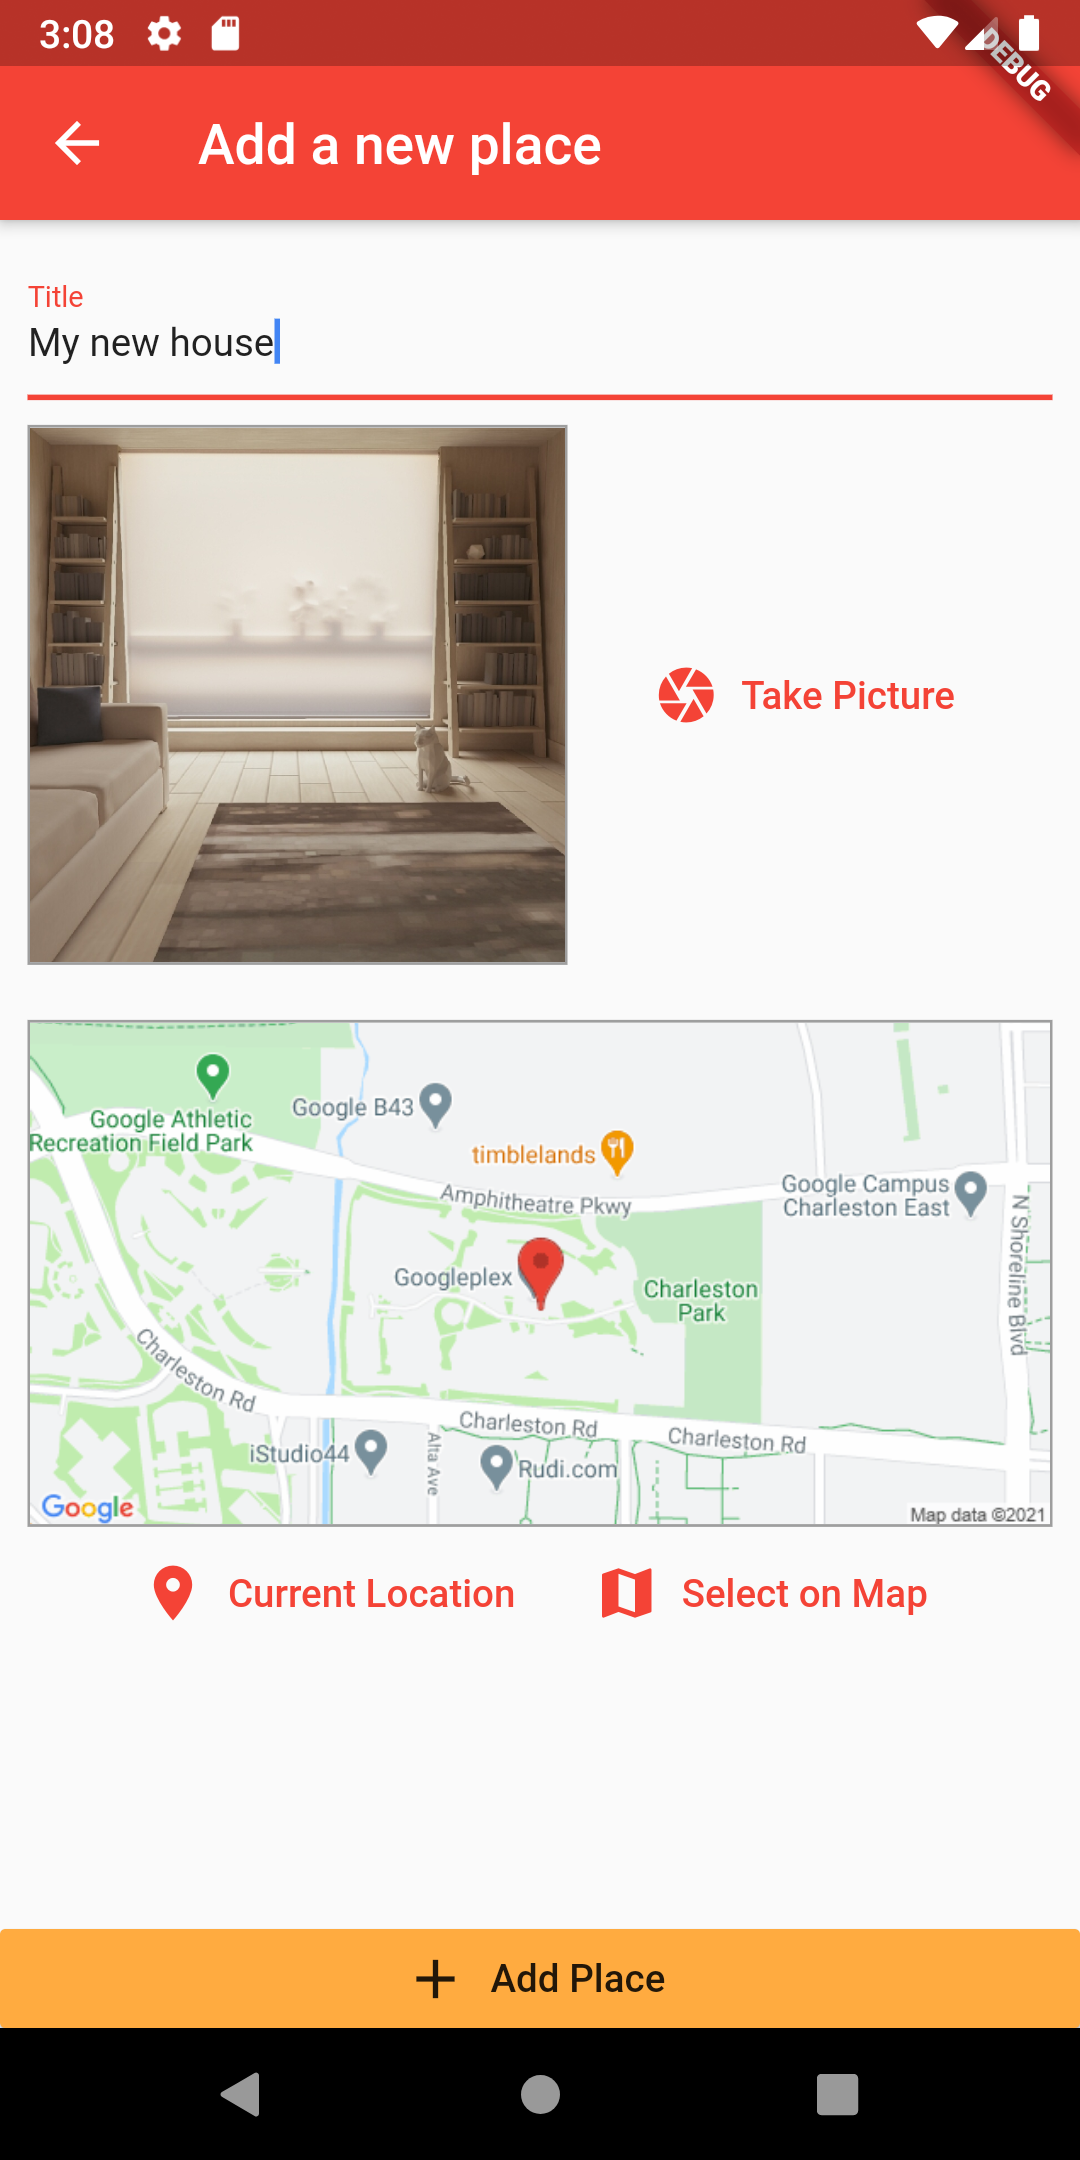 3:08
DEBUG
Add a new place
Title
My new house
Take Picture
Google Athletic
Recreation Field Park
Google B43
timblelands
Amphitheatre Pkwy
Google Campus
Charleston East
N Shoreline Blvd
Googleplex
Charleston
Park
Charleston Rd
Charleston Rd
Charleston Rd
iStudio44
Alta Ave
Rudi.com
Google
Map data ©2021
Current Location
Select on Map
Add Place